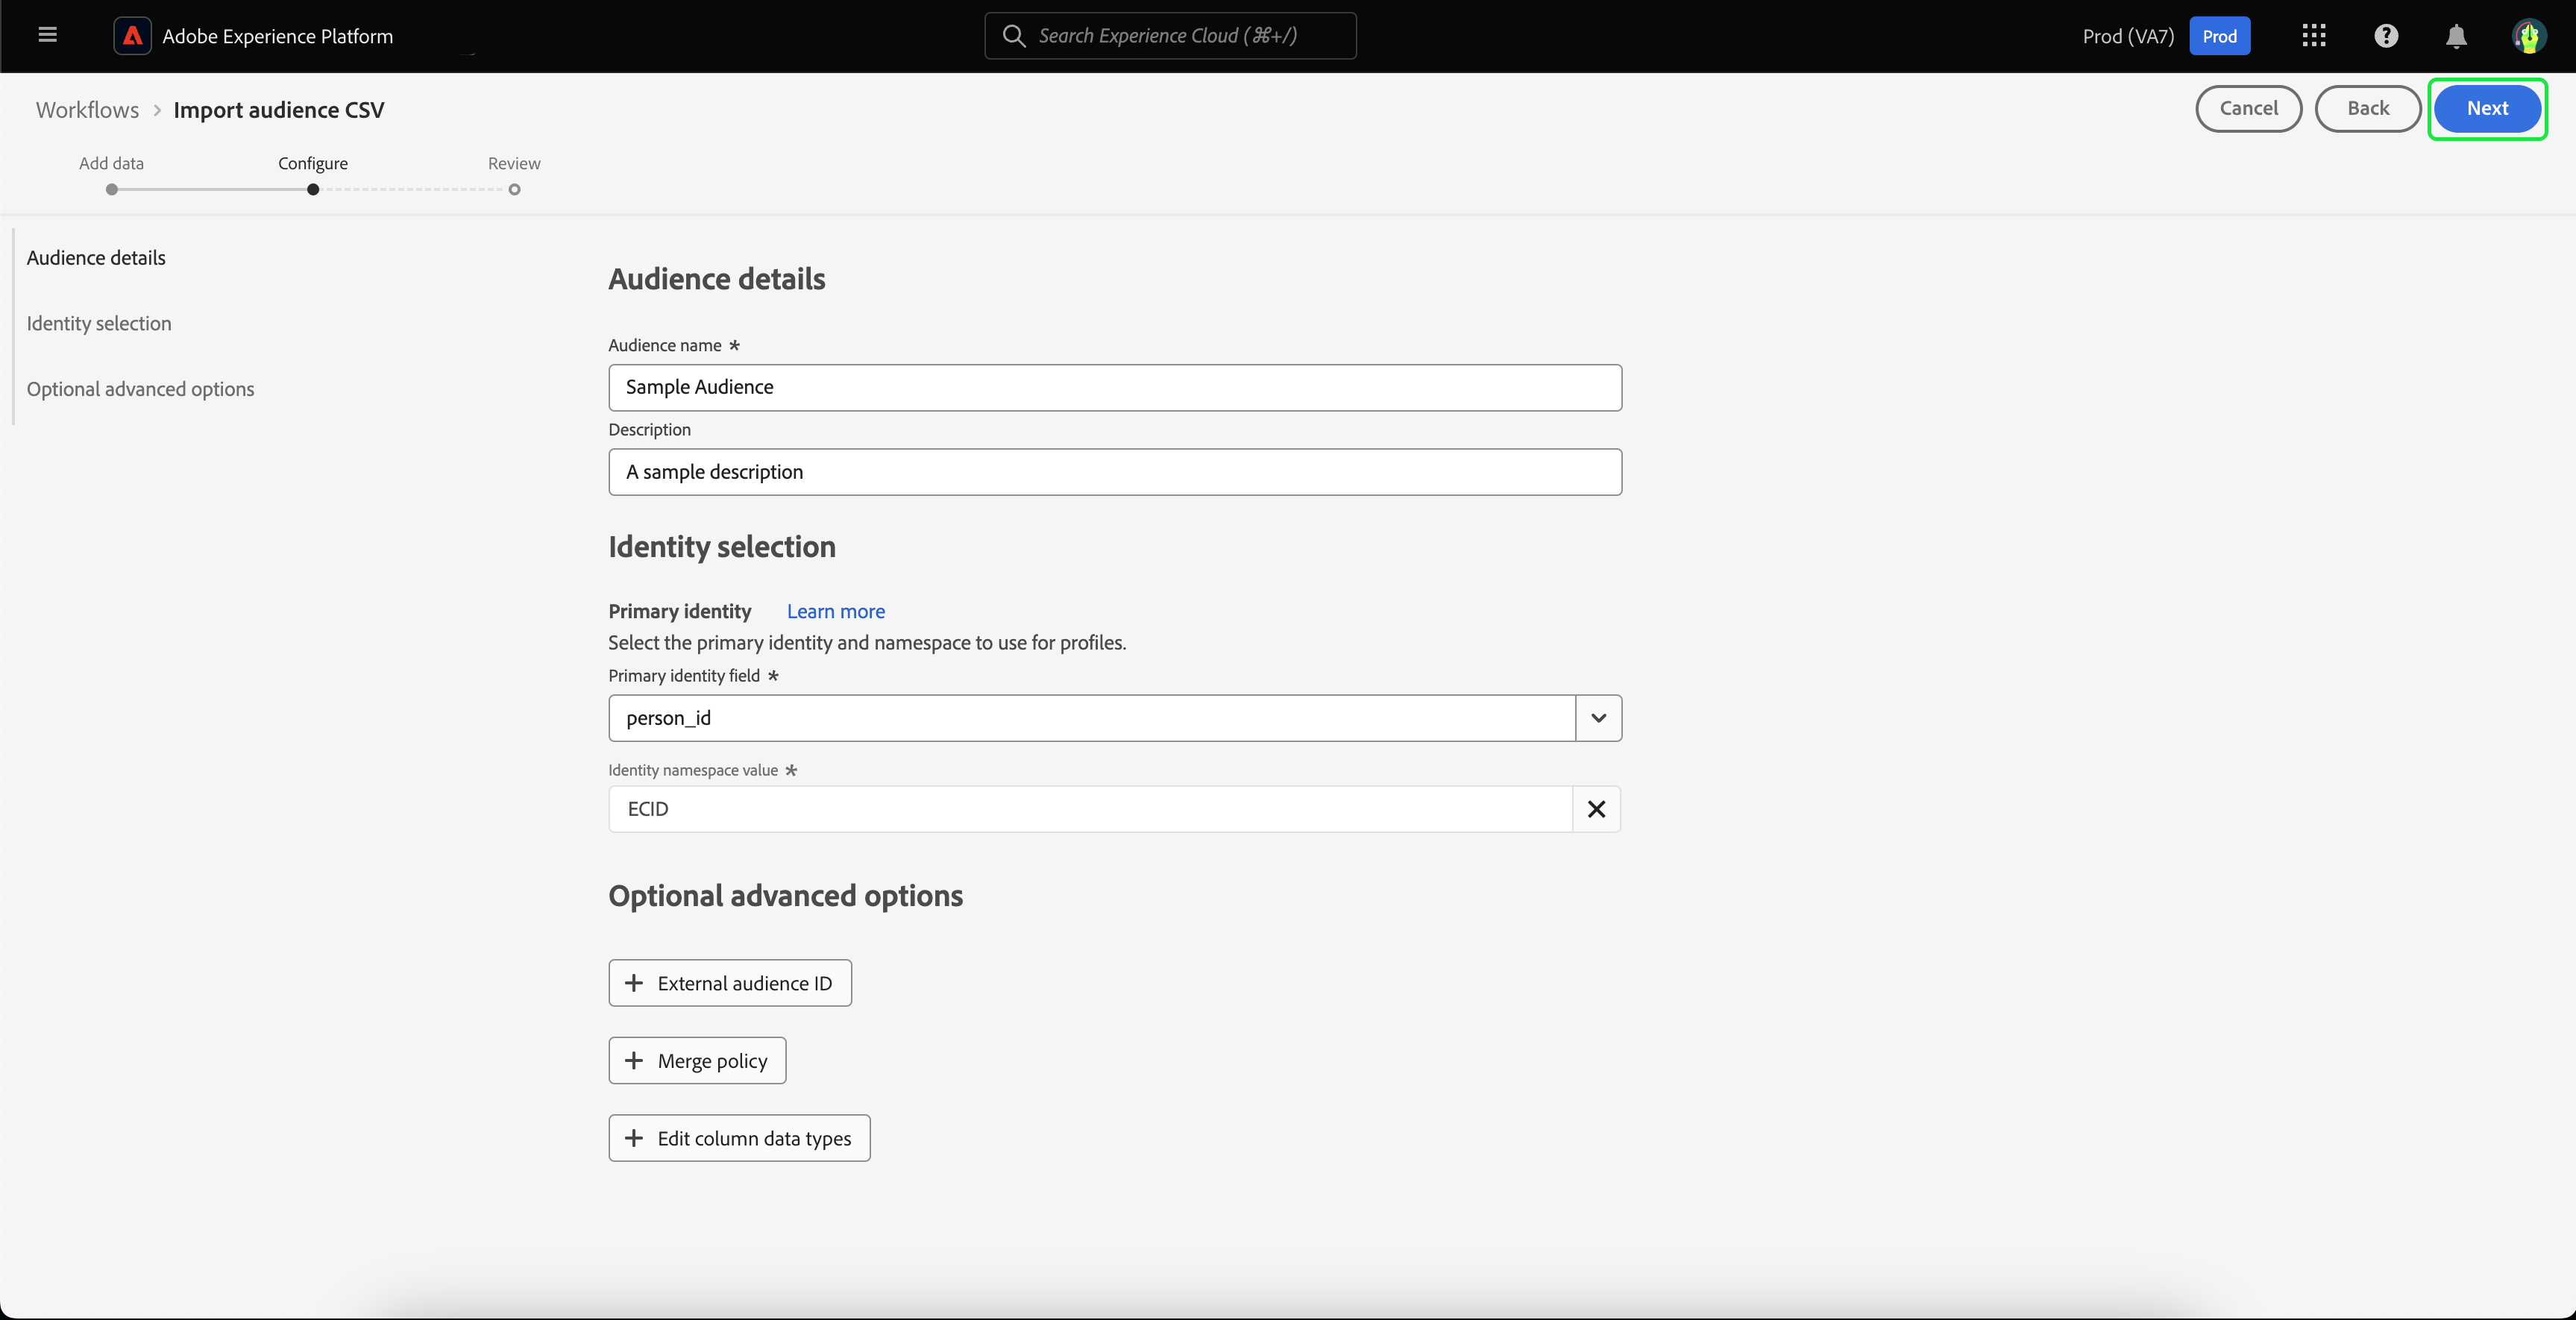 Adobe Experience Platform
Search Experience Cloud (⌘+/)
Prod (VA7)
Prod
Workflows > Import audience CSV
Cancel
Back
Next
Add data
Configure
Review
Audience details
Identity selection
Optional advanced options
Audience details
Audience name *
Sample Audience
Description
A sample description
Identity selection
Primary identity Learn more
Select the primary identity and namespace to use for profiles.
Primary identity field *
person_id
Identity namespace value *
ECID
Optional advanced options
+ External audience ID
+ Merge policy
+ Edit column data types